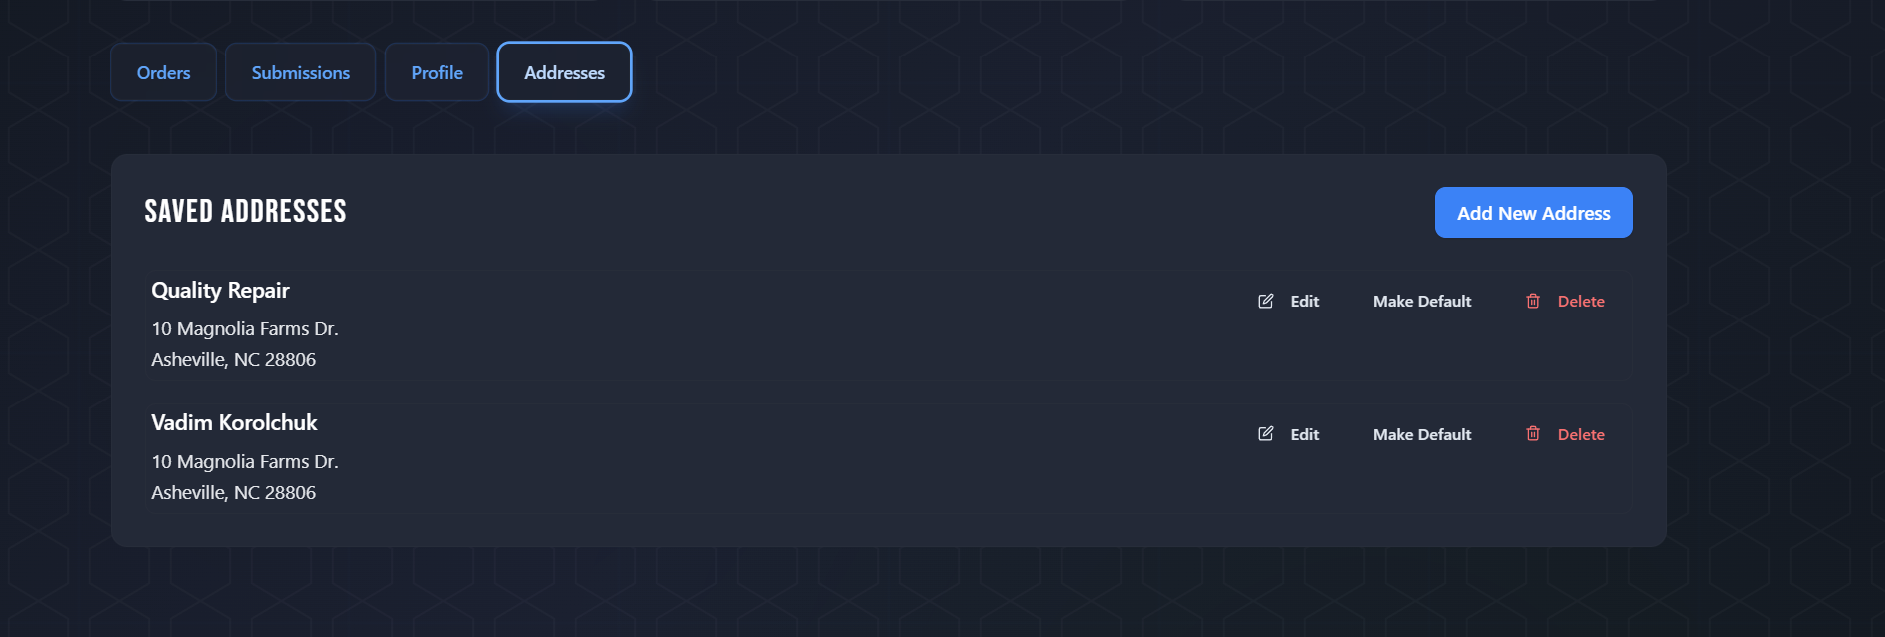 Orders
Submissions
Profile
Addresses
SAVED ADDRESSES
Add New Address
Quality Repair
10 Magnolia Farms Dr.
Asheville, NC 28806
Edit
Make Default
Delete
Vadim Korolchuk
10 Magnolia Farms Dr.
Asheville, NC 28806
Edit
Make Default
Delete